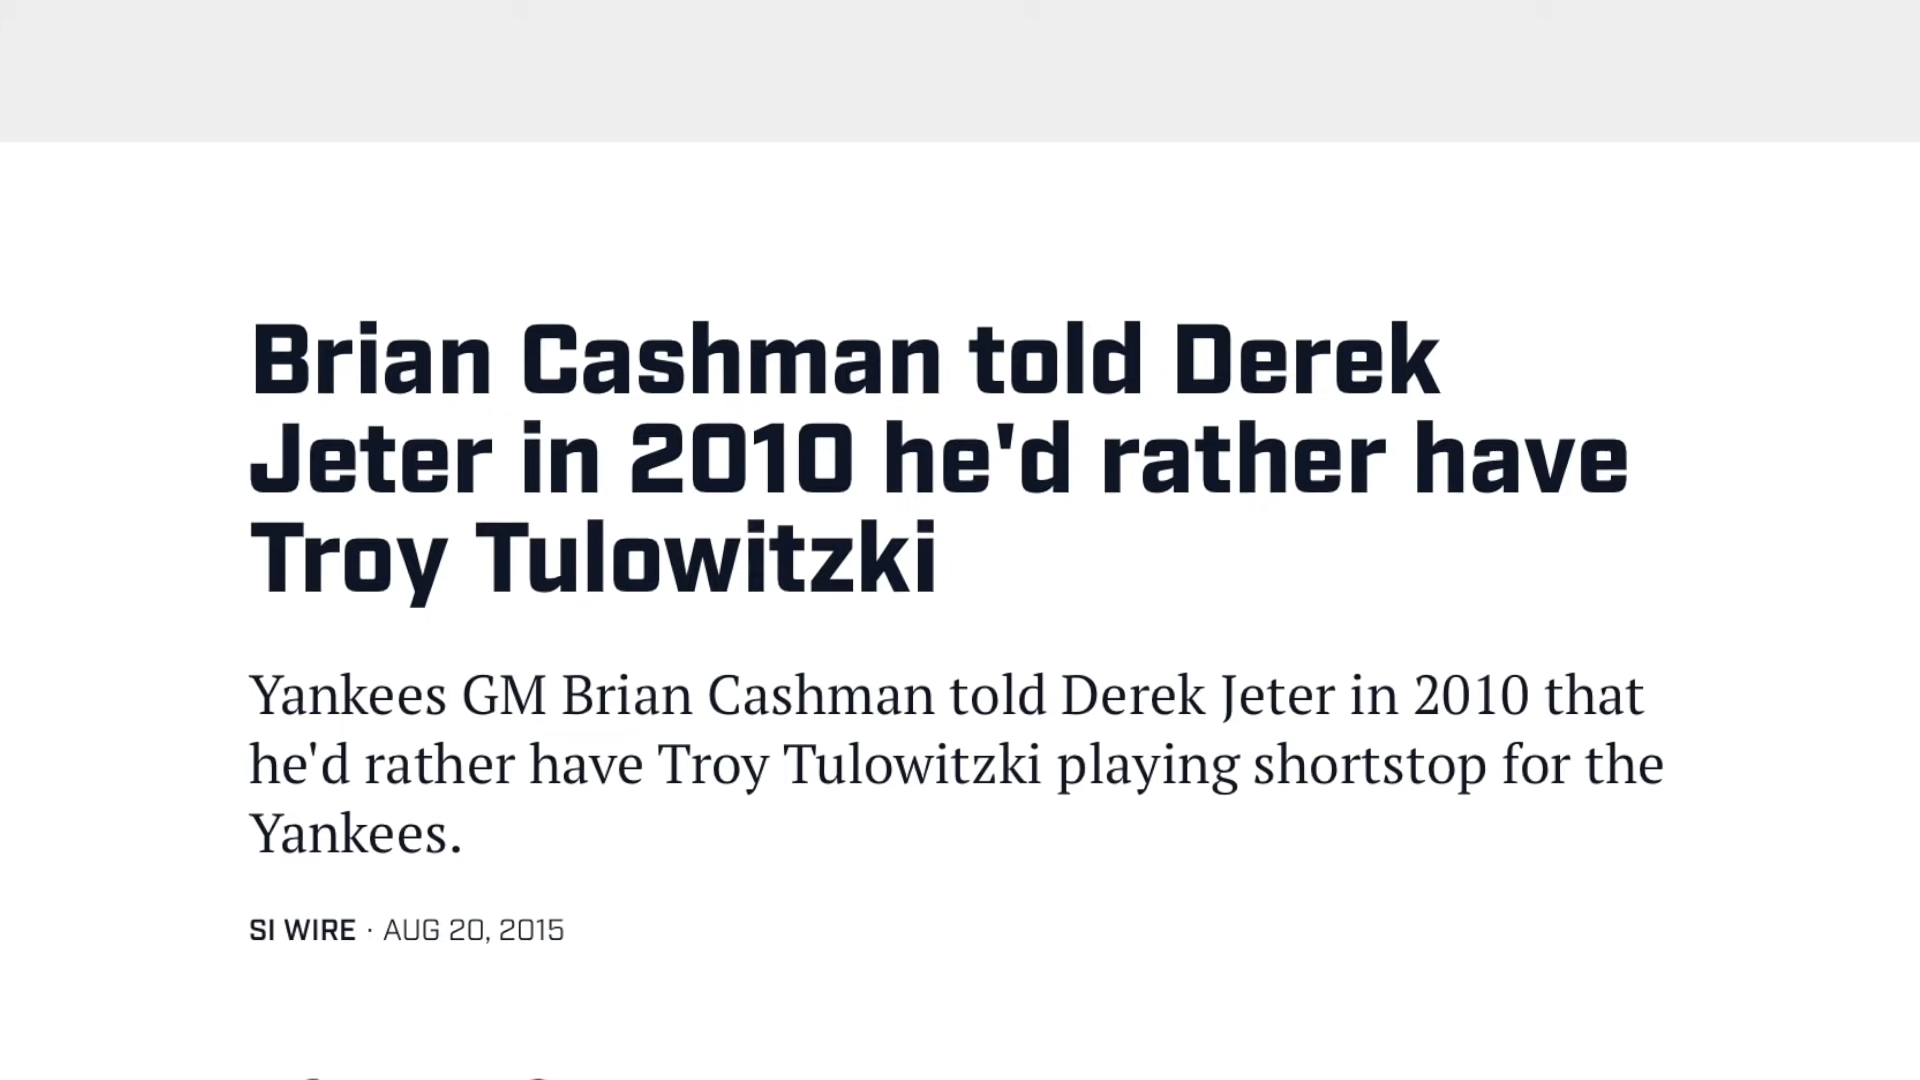 Brian Cashman told Derek
Jeter in 2010 he'd rather have
Troy Tulowitzki
Yankees GM Brian Cashman told Derek Jeter in 2010 that
he'd rather have Troy Tulowitzki playing shortstop for the
Yankees.
SI WIRE · AUG 20, 2015